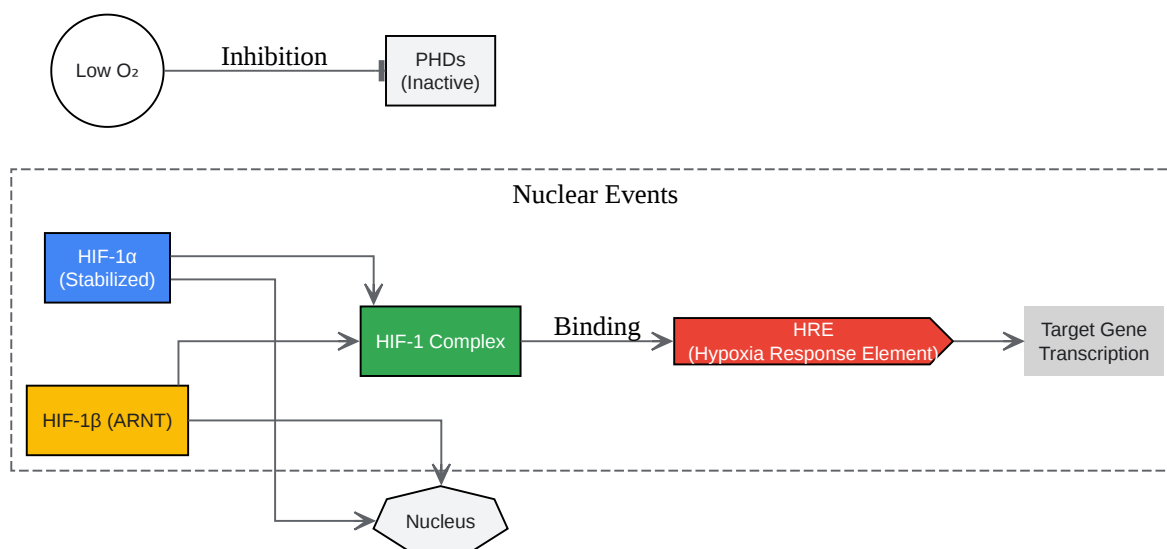 Low O₂
Inhibition
PHDs
(Inactive)
Nuclear Events
HIF-1α
(Stabilized)
HIF-1 Complex
Binding
HRE
(Hypoxia Response Element)
Target Gene
Transcription
HIF-1β (ARNT)
Nucleus